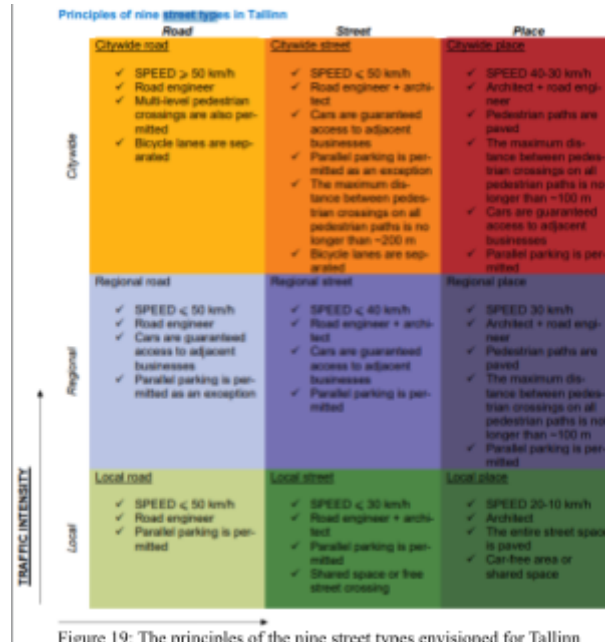 Principles of nine street types in Tallinn
Road
Street
Place
Citywide
Citywide road
✓ SPEED ⩾ 50 km/h
✓ Road engineer
✓ Multi-level pedestrian
crossings are also per-
mitted
✓ Bicycle lanes are sep-
arated
Citywide street
✓ SPEED ⩽ 50 km/h
✓ Road engineer + archi-
tect
✓ Cars are guaranteed
access to adjacent
businesses
✓ Parallel parking is per-
mitted as an exception
✓ The maximum dis-
tance between pedes-
trian crossings on all
pedestrian paths is no
longer than ~200 m
✓ Bicycle lanes are sep-
arated
Citywide place
✓ SPEED 40-30 km/h
✓ Architect + road engi-
neer
✓ Pedestrian paths are
paved
✓ The maximum dis-
tance between pedes-
trian crossings on all
pedestrian paths is no
longer than ~100 m
✓ Cars are guaranteed
access to adjacent
businesses
✓ Parallel parking is per-
mitted
Regional
Regional road
✓ SPEED ⩽ 50 km/h
✓ Road engineer
✓ Cars are guaranteed
access to adjacent
businesses
✓ Parallel parking is per-
mitted as an exception
Regional street
✓ SPEED ⩽ 40 km/h
✓ Road engineer + archi-
tect
✓ Cars are guaranteed
access to adjacent
businesses
✓ Parallel parking is per-
mitted
Regional place
✓ SPEED 30 km/h
✓ Architect + road engi-
neer
✓ Pedestrian paths are
paved
✓ The maximum dis-
tance between pedes-
trian crossings on all
pedestrian paths is no
longer than ~100 m
✓ Parallel parking is per-
mitted
Local
Local road
✓ SPEED ⩽ 50 km/h
✓ Road engineer
✓ Parallel parking is per-
mitted
Local street
✓ SPEED ⩽ 30 km/h
✓ Road engineer + archi-
tect
✓ Parallel parking is per-
mitted
✓ Shared space or free
street crossing
Local place
✓ SPEED 20-10 km/h
✓ Architect
✓ The entire street space
is paved
✓ Car-free area or
shared space
TRAFFIC INTENSITY
Figure 19: The principles of the nine street types envisioned for Tallinn